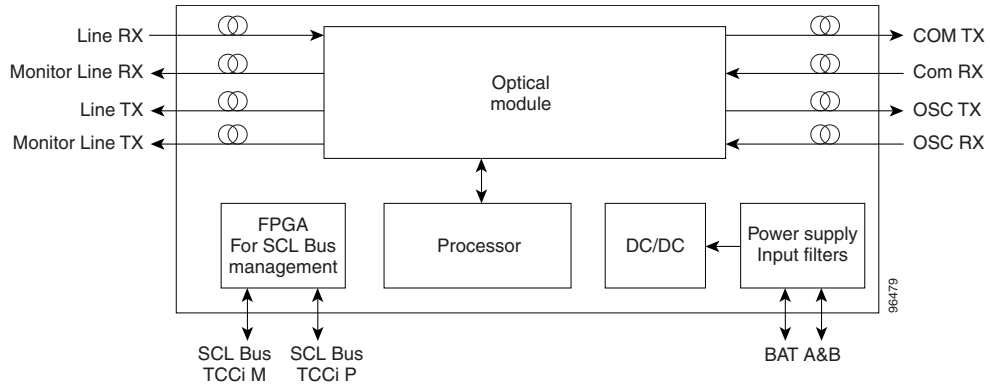 Line RX
Monitor Line RX
Line TX
Monitor Line TX
Optical
module
COM TX
Com RX
OSC TX
OSC RX
FPGA
For SCL Bus
management
Processor
DC/DC
Power supply
Input filters
96479
SCL Bus
TCCi M
SCL Bus
TCCi P
BAT A&B